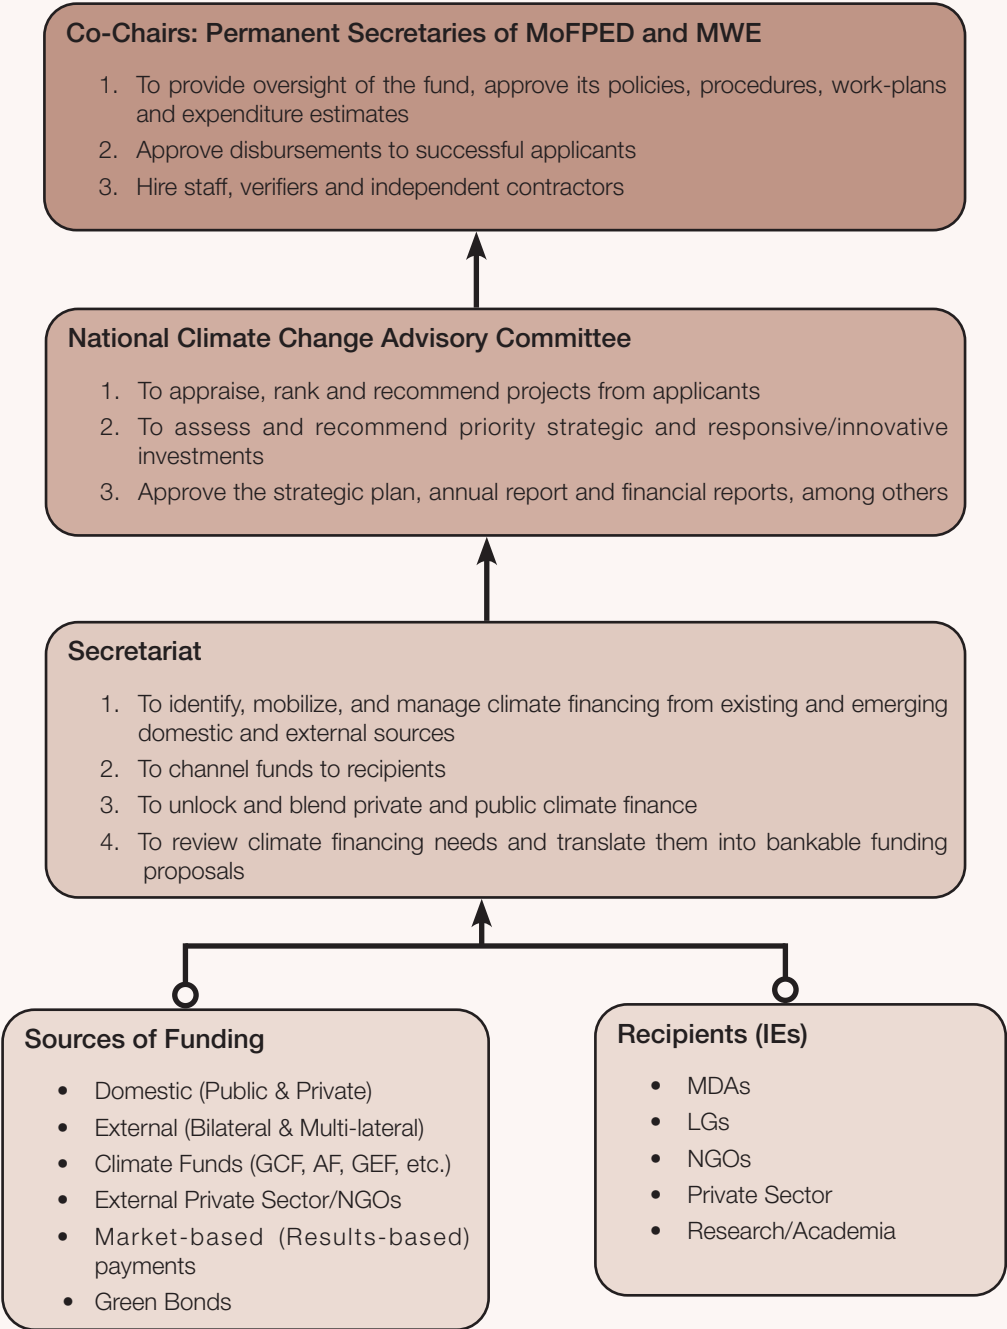 Co-Chairs: Permanent Secretaries of MoFPED and MWE
1. To provide oversight of the fund, approve its policies, procedures, work-plans
and expenditure estimates
2. Approve disbursements to successful applicants
3. Hire staff, verifiers and independent contractors
National Climate Change Advisory Committee
1. To appraise, rank and recommend projects from applicants
2. To assess and recommend priority strategic and responsive/innovative
investments
3. Approve the strategic plan, annual report and financial reports, among others
Secretariat
1. To identify, mobilize, and manage climate financing from existing and emerging
domestic and external sources
2. To channel funds to recipients
3. To unlock and blend private and public climate finance
4. To review climate financing needs and translate them into bankable funding
proposals
Sources of Funding
• Domestic (Public & Private)
• External (Bilateral & Multi-lateral)
• Climate Funds (GCF, AF, GEF, etc.)
• External Private Sector/NGOs
• Market-based (Results-based)
payments
• Green Bonds
Recipients (IEs)
• MDAs
• LGs
• NGOs
• Private Sector
• Research/Academia